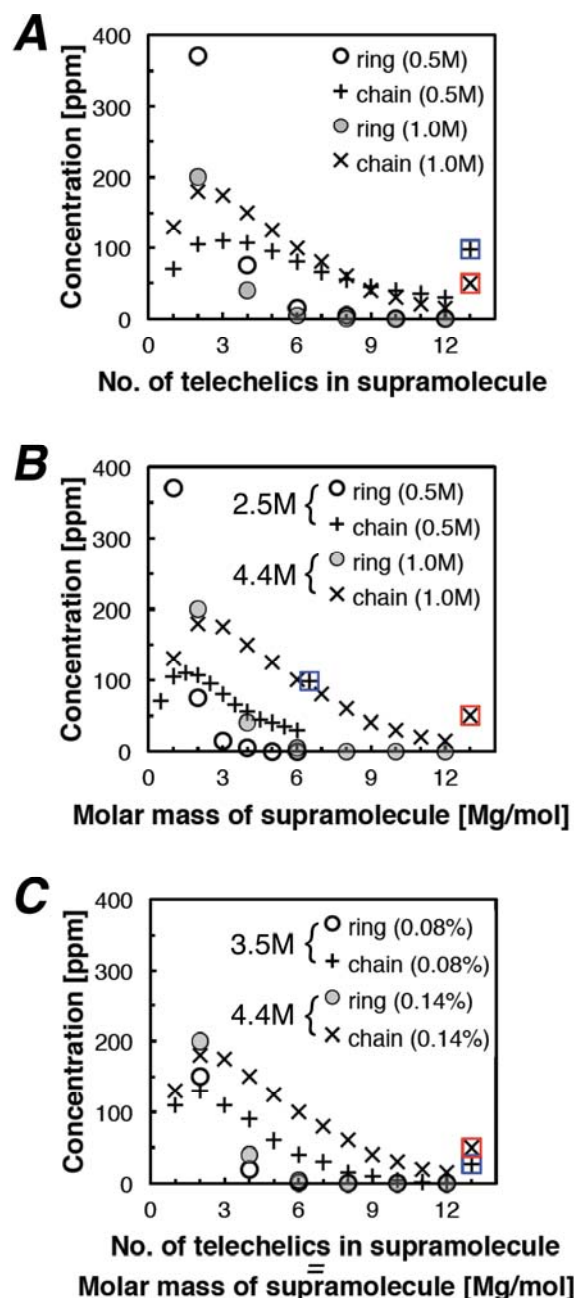 A
400
300
200
100
0
Concentration [ppm]
ring (0.5M)
chain (0.5M)
ring (1.0M)
chain (1.0M)
0 3 6 9 12
No. of telechelics in supramolecule
B
400
300
200
100
0
Concentration [ppm]
2.5M { ring (0.5M)
chain (0.5M)
4.4M { ring (1.0M)
chain (1.0M)
0 3 6 9 12
Molar mass of supramolecule [Mg/mol]
C
400
300
200
100
0
Concentration [ppm]
3.5M { ring (0.08%)
chain (0.08%)
4.4M { ring (0.14%)
chain (0.14%)
0 3 6 9 12
No. of telechelics in supramolecule
=
Molar mass of supramolecule [Mg/mol]